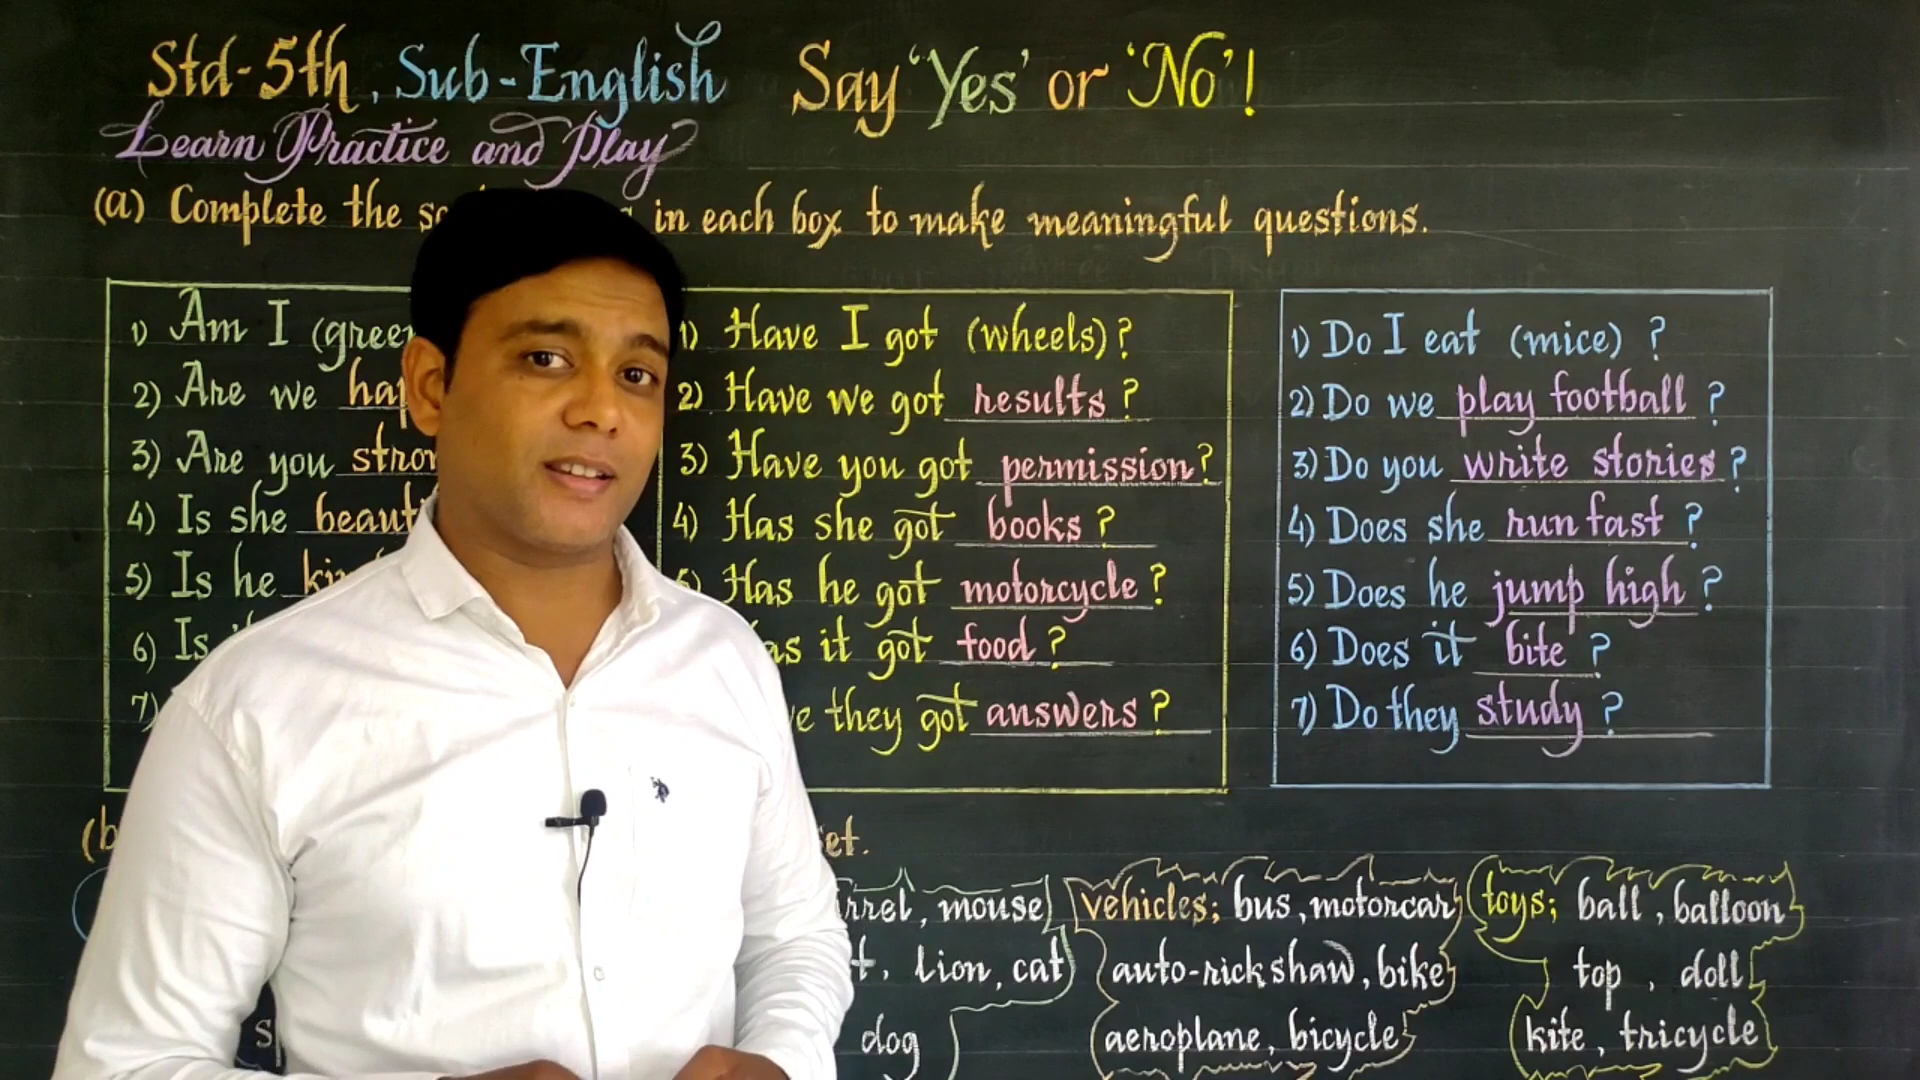 Std-5th, Sub-English Say 'Yes' or 'No'!
Learn Practice and Play
(a) Complete the in each box to make meaningful questions.
1) Am I
2) Are we
3) Are you
4) Is she
5) Is he
6) Is
7)
1) Have I got (wheels)?
2) Have we got results?
3) Have you got permission?
4) Has she got books?
Has he got motorcycle?
it got food?
they got answers?
1) Do I eat (mice) ?
2) Do we play football ?
3) Do you write stories ?
4) Does she run fast ?
5) Does he jump high ?
6) Does it bite ?
7) Do they study ?
mouse
lion, cat
dog
vehicles; bus, motorcar
auto-rickshaw, bike
aeroplane, bicycle
toys; ball, balloon
top, doll
kite, tricycle